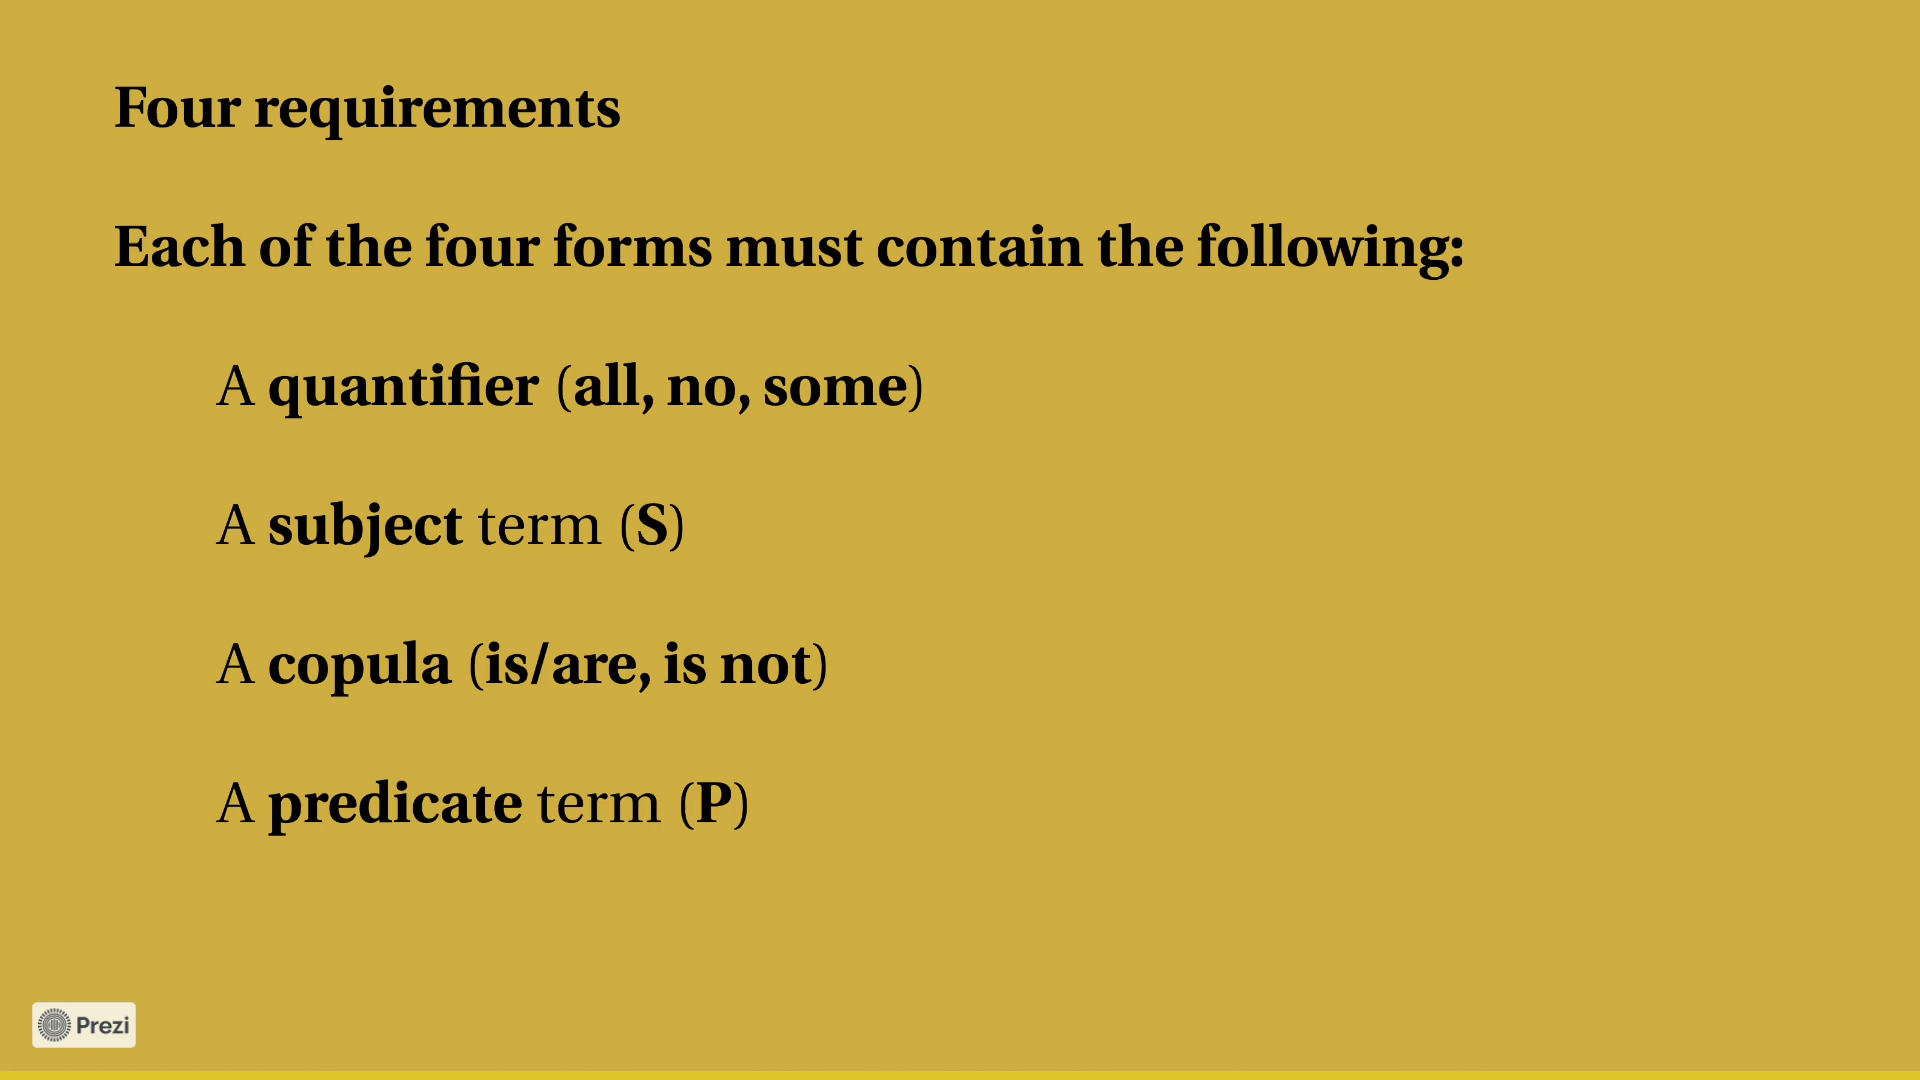 Four requirements
Each of the four forms must contain the following:
A quantifier (all, no, some)
A subject term (S)
A copula (is/are, is not)
A predicate term (P)
Prezi